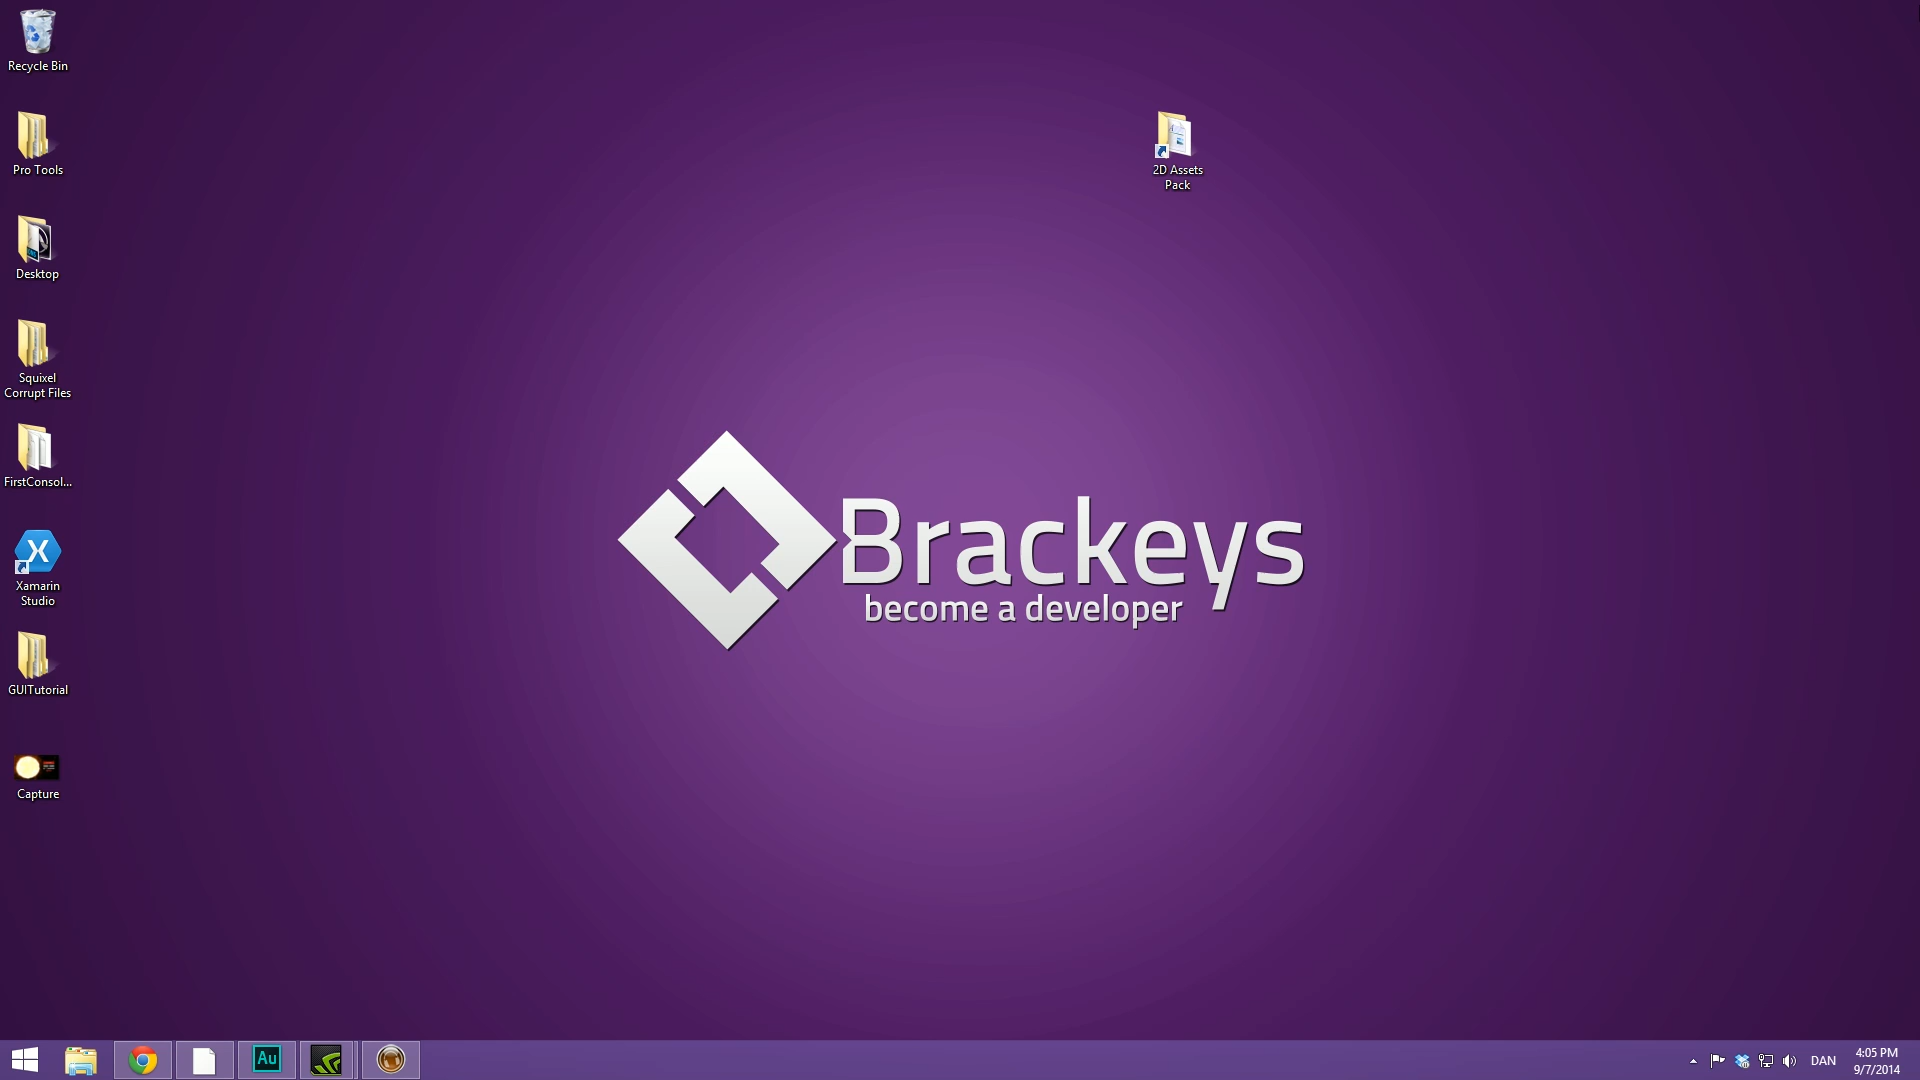 Recycle Bin
Pro Tools
Desktop
Squixel
Corrupt Files
FirstConsol...
Xamarin
Studio
GUITutorial
Capture
2D Assets
Pack
Brackeys
become a developer
X
Au
DAN
4:05 PM
9/7/2014